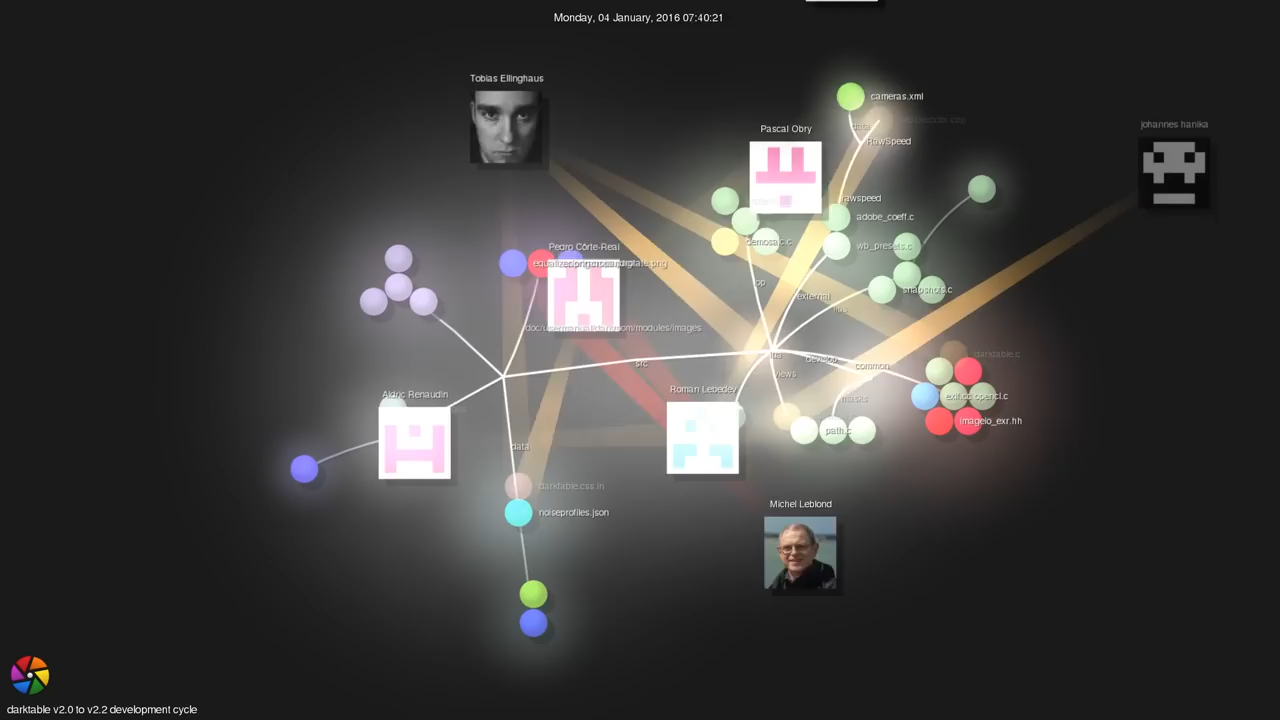 Monday, 04 January, 2016 07:40:21
Tobias Ellinghaus
cameras.xml
Pascal Obry
johannes hanika
data
RawSpeed
rawspeed
adobe_coeff.c
demosaic.c
wb_presets.c
Pedro Côrte-Real
external
snapshots.c
src
develop
common
darktable.c
views
Aldric Renaudin
Roman Lebedev
masks
exif.cc
opencl.c
imageio_exr.hh
path.c
data
darktable.css.in
noiseprofiles.json
Michel Leblond
darktable v2.0 to v2.2 development cycle